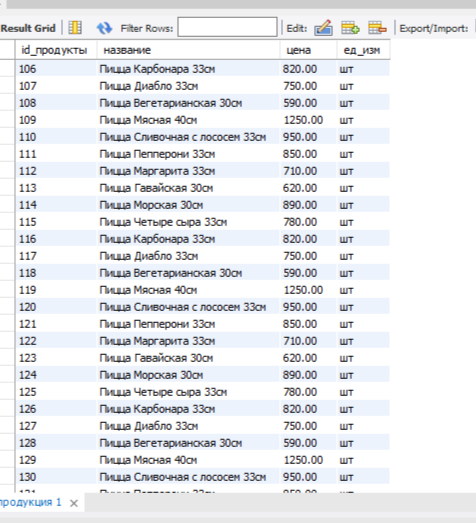 Result Grid Filter Rows: Edit: Export/Import:
id_продукты название цена ед_изм
106 Пицца Карбонара 33см 820.00 шт
107 Пицца Диабло 33см 750.00 шт
108 Пицца Вегетарианская 30см 590.00 шт
109 Пицца Мясная 40см 1250.00 шт
110 Пицца Сливочная с лососем 33см 950.00 шт
111 Пицца Пепперони 33см 850.00 шт
112 Пицца Маргарита 33см 710.00 шт
113 Пицца Гавайская 30см 620.00 шт
114 Пицца Морская 30см 890.00 шт
115 Пицца Четыре сыра 33см 780.00 шт
116 Пицца Карбонара 33см 820.00 шт
117 Пицца Диабло 33см 750.00 шт
118 Пицца Вегетарианская 30см 590.00 шт
119 Пицца Мясная 40см 1250.00 шт
120 Пицца Сливочная с лососем 33см 950.00 шт
121 Пицца Пепперони 33см 850.00 шт
122 Пицца Маргарита 33см 710.00 шт
123 Пицца Гавайская 30см 620.00 шт
124 Пицца Морская 30см 890.00 шт
125 Пицца Четыре сыра 33см 780.00 шт
126 Пицца Карбонара 33см 820.00 шт
127 Пицца Диабло 33см 750.00 шт
128 Пицца Вегетарианская 30см 590.00 шт
129 Пицца Мясная 40см 1250.00 шт
130 Пицца Сливочная с лососем 33см 950.00 шт
продукция 1